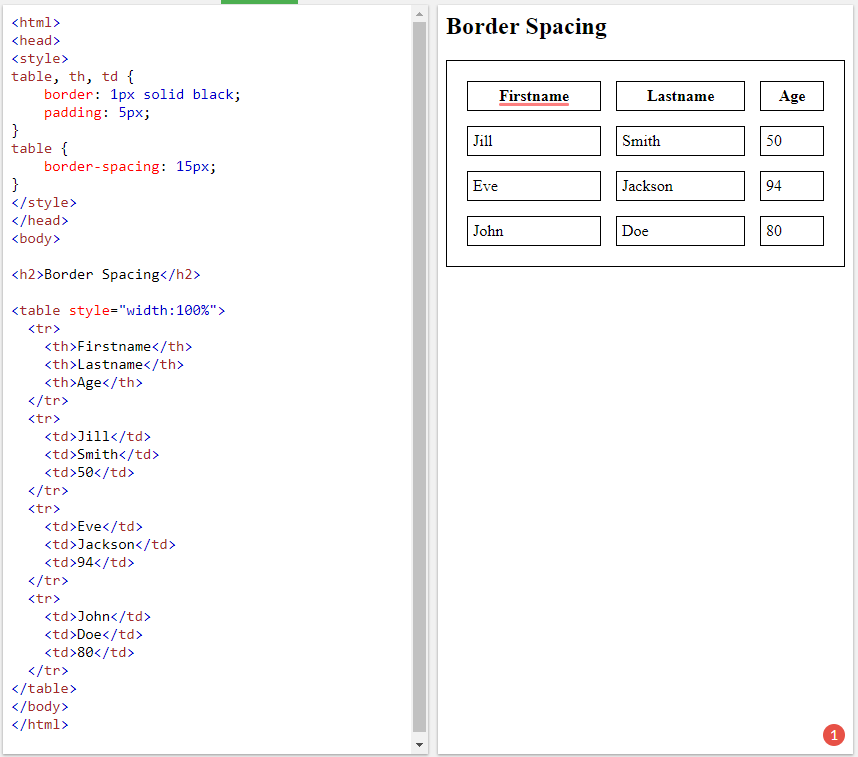 <html>
<head>
<style>
table, th, td {
    border: 1px solid black;
    padding: 5px;
}
table {
    border-spacing: 15px;
}
</style>
</head>
<body>

<h2>Border Spacing</h2>

<table style="width:100%">
  <tr>
    <th>Firstname</th>
    <th>Lastname</th>
    <th>Age</th>
  </tr>
  <tr>
    <td>Jill</td>
    <td>Smith</td>
    <td>50</td>
  </tr>
  <tr>
    <td>Eve</td>
    <td>Jackson</td>
    <td>94</td>
  </tr>
  <tr>
    <td>John</td>
    <td>Doe</td>
    <td>80</td>
  </tr>
</table>
</body>
</html>
Border Spacing
Firstname Lastname Age
Jill Smith 50
Eve Jackson 94
John Doe 80
1